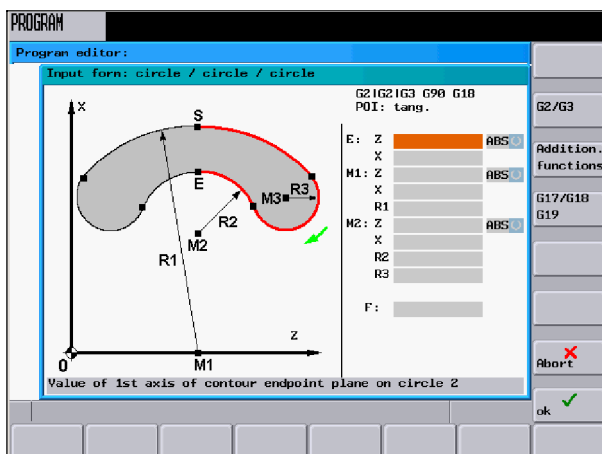 PROGRAM
Program editor:
Input form: circle / circle / circle
G2|G2|G3 G90 G18
POI: tang.
X
S
E
M3
R3
R2
M2
R1
Z
0
M1
E: Z ABS
X
M1: Z ABS
X
R1
M2: Z ABS
X
R2
R3
F:
Value of 1st axis of contour endpoint plane on circle 2
G2/G3
Addition.
functions
G17/G18
G19
Abort
ok